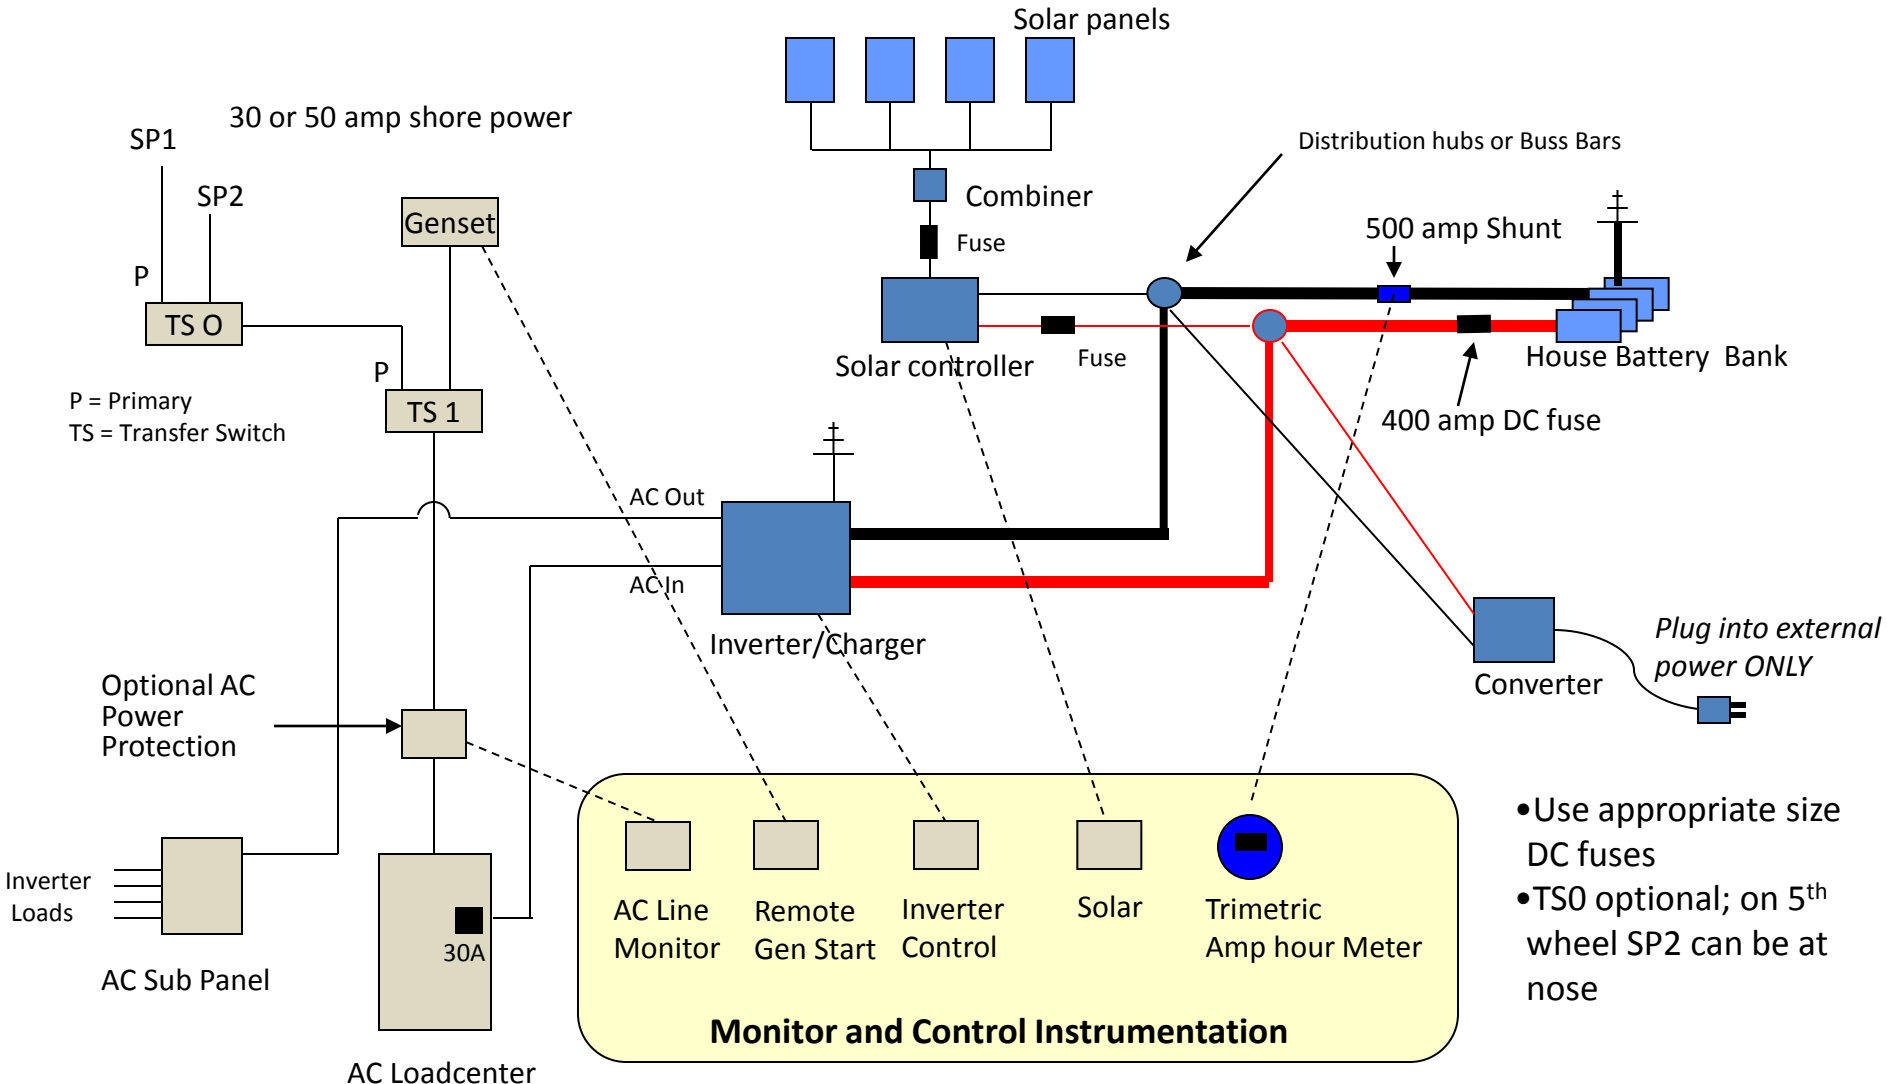 Solar panels
30 or 50 amp shore power
SP1
SP2
Distribution hubs or Buss Bars
Combiner
Genset
Fuse
500 amp Shunt
P
TS O
Solar controller
Fuse
House Battery Bank
P
TS 1
P = Primary
TS = Transfer Switch
400 amp DC fuse
AC Out
AC In
Inverter/Charger
Plug into external
power ONLY
Converter
Optional AC
Power
Protection
•Use appropriate size
DC fuses
•TS0 optional; on 5th
wheel SP2 can be at
nose
Inverter
Loads
AC Sub Panel
30A
AC Loadcenter
AC Line
Monitor
Remote
Gen Start
Inverter
Control
Solar
Trimetric
Amp hour Meter
Monitor and Control Instrumentation